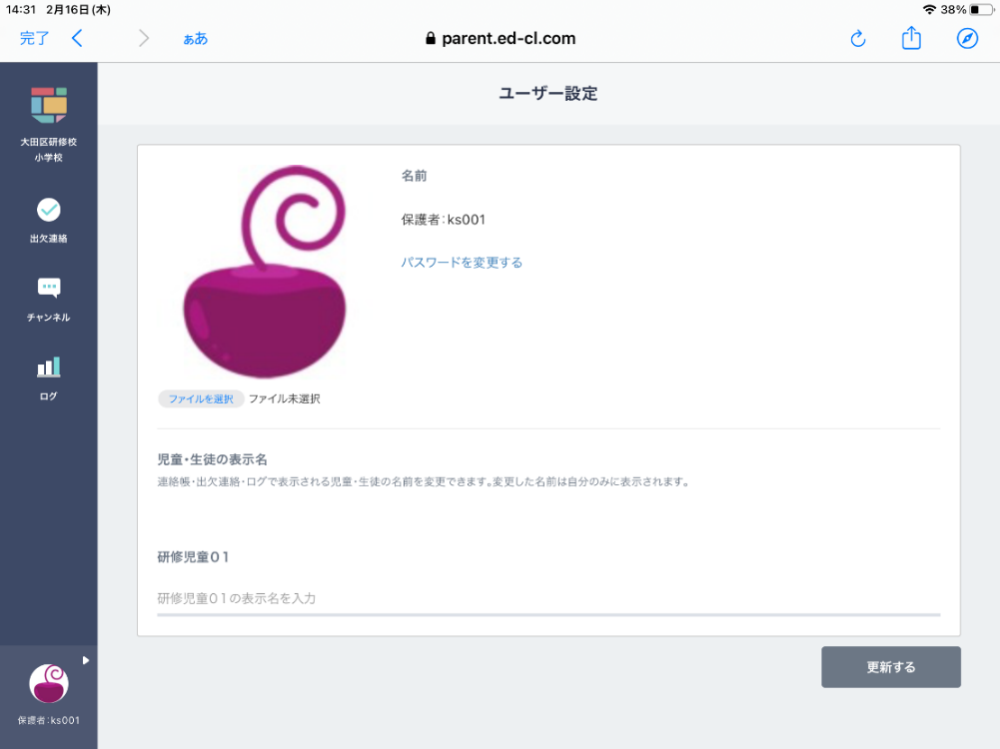 14:31 2月16日(木)
38%
完了
ぁあ
parent.ed-cl.com
大田区研修校
小学校
出欠連絡
チャンネル
ログ
保護者:ks001
ユーザー設定
名前
保護者:ks001
パスワードを変更する
ファイルを選択 ファイル未選択
児童・生徒の表示名
連絡帳・出欠連絡・ログで表示される児童・生徒の名前を変更できます。変更した名前は自分のみに表示されます。
研修児童01
研修児童01の表示名を入力
更新する